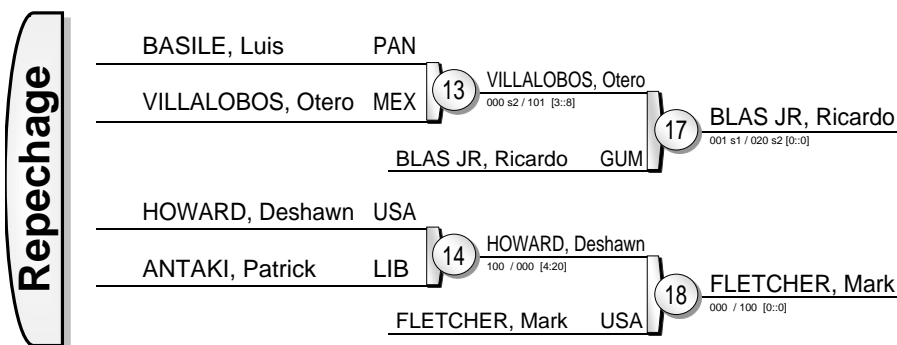 Repechage
BASILE, Luis PAN
VILLALOBOS, Otero MEX
13
VILLALOBOS, Otero
000 s2 / 101 [3::8]
BLAS JR, Ricardo GUM
17
BLAS JR, Ricardo
001 s1 / 020 s2 [0::0]
HOWARD, Deshawn USA
ANTAKI, Patrick LIB
14
HOWARD, Deshawn
100 / 000 [4:20]
FLETCHER, Mark USA
18
FLETCHER, Mark
000 / 100 [0::0]